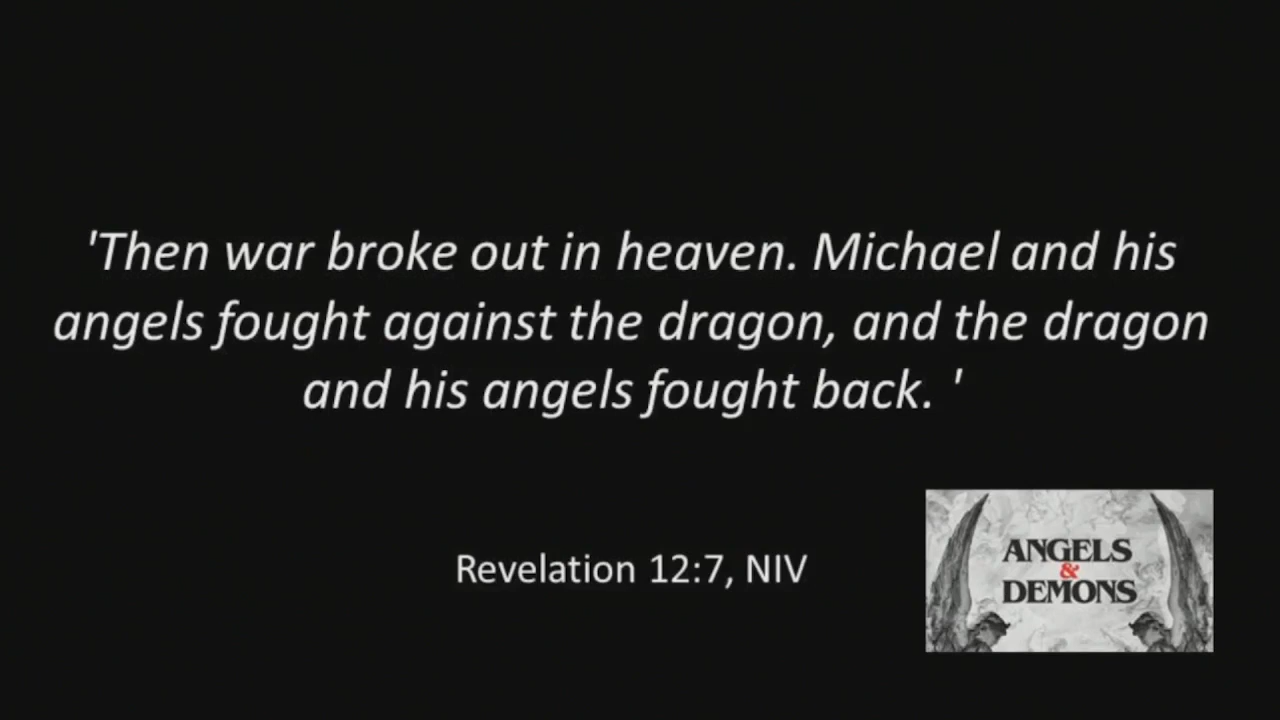 'Then war broke out in heaven. Michael and his
angels fought against the dragon, and the dragon
and his angels fought back. '
Revelation 12:7, NIV
ANGELS
&
DEMONS